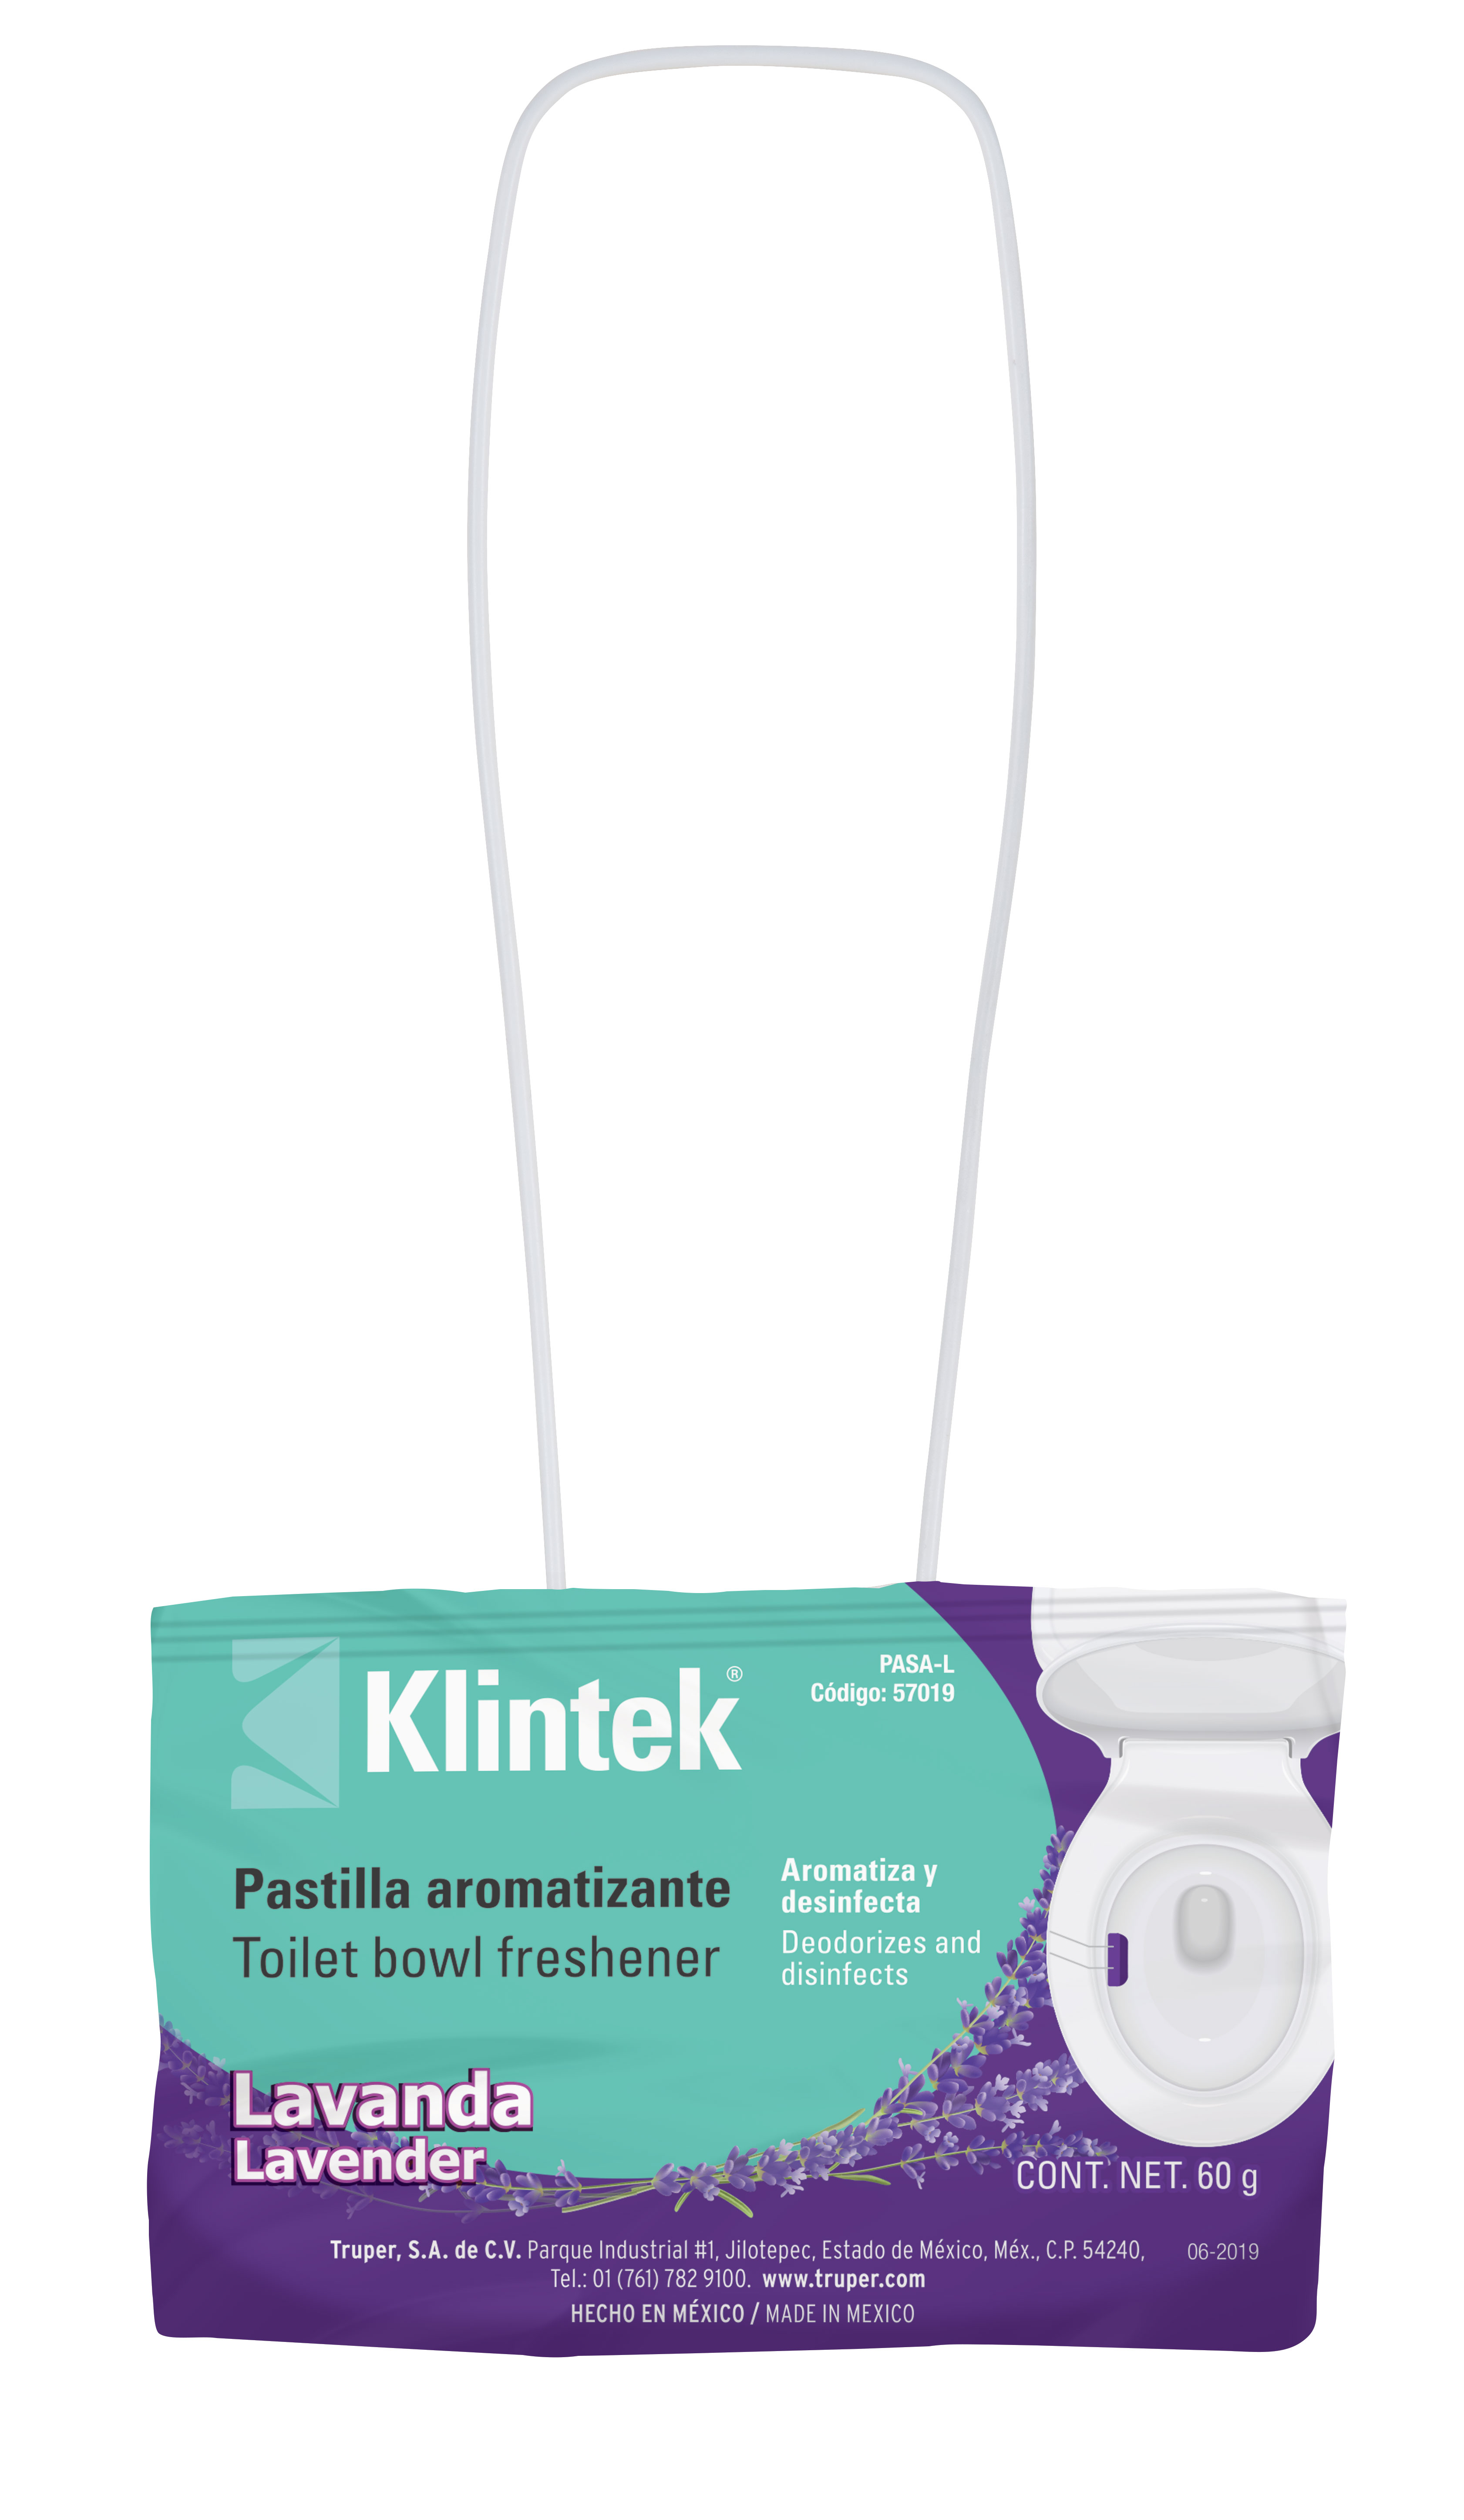 Klintek®
PASA-L
Código: 57019
Pastilla aromatizante
Toilet bowl freshener
Aromatiza y
desinfecta
Deodorizes and
disinfects
Lavanda
Lavender
CONT. NET. 60 g
Truper, S.A. de C.V. Parque Industrial #1, Jilotepec, Estado de México, Méx., C.P. 54240,
06-2019
Tel.: 01 (761) 782 9100. www.truper.com
HECHO EN MÉXICO / MADE IN MEXICO